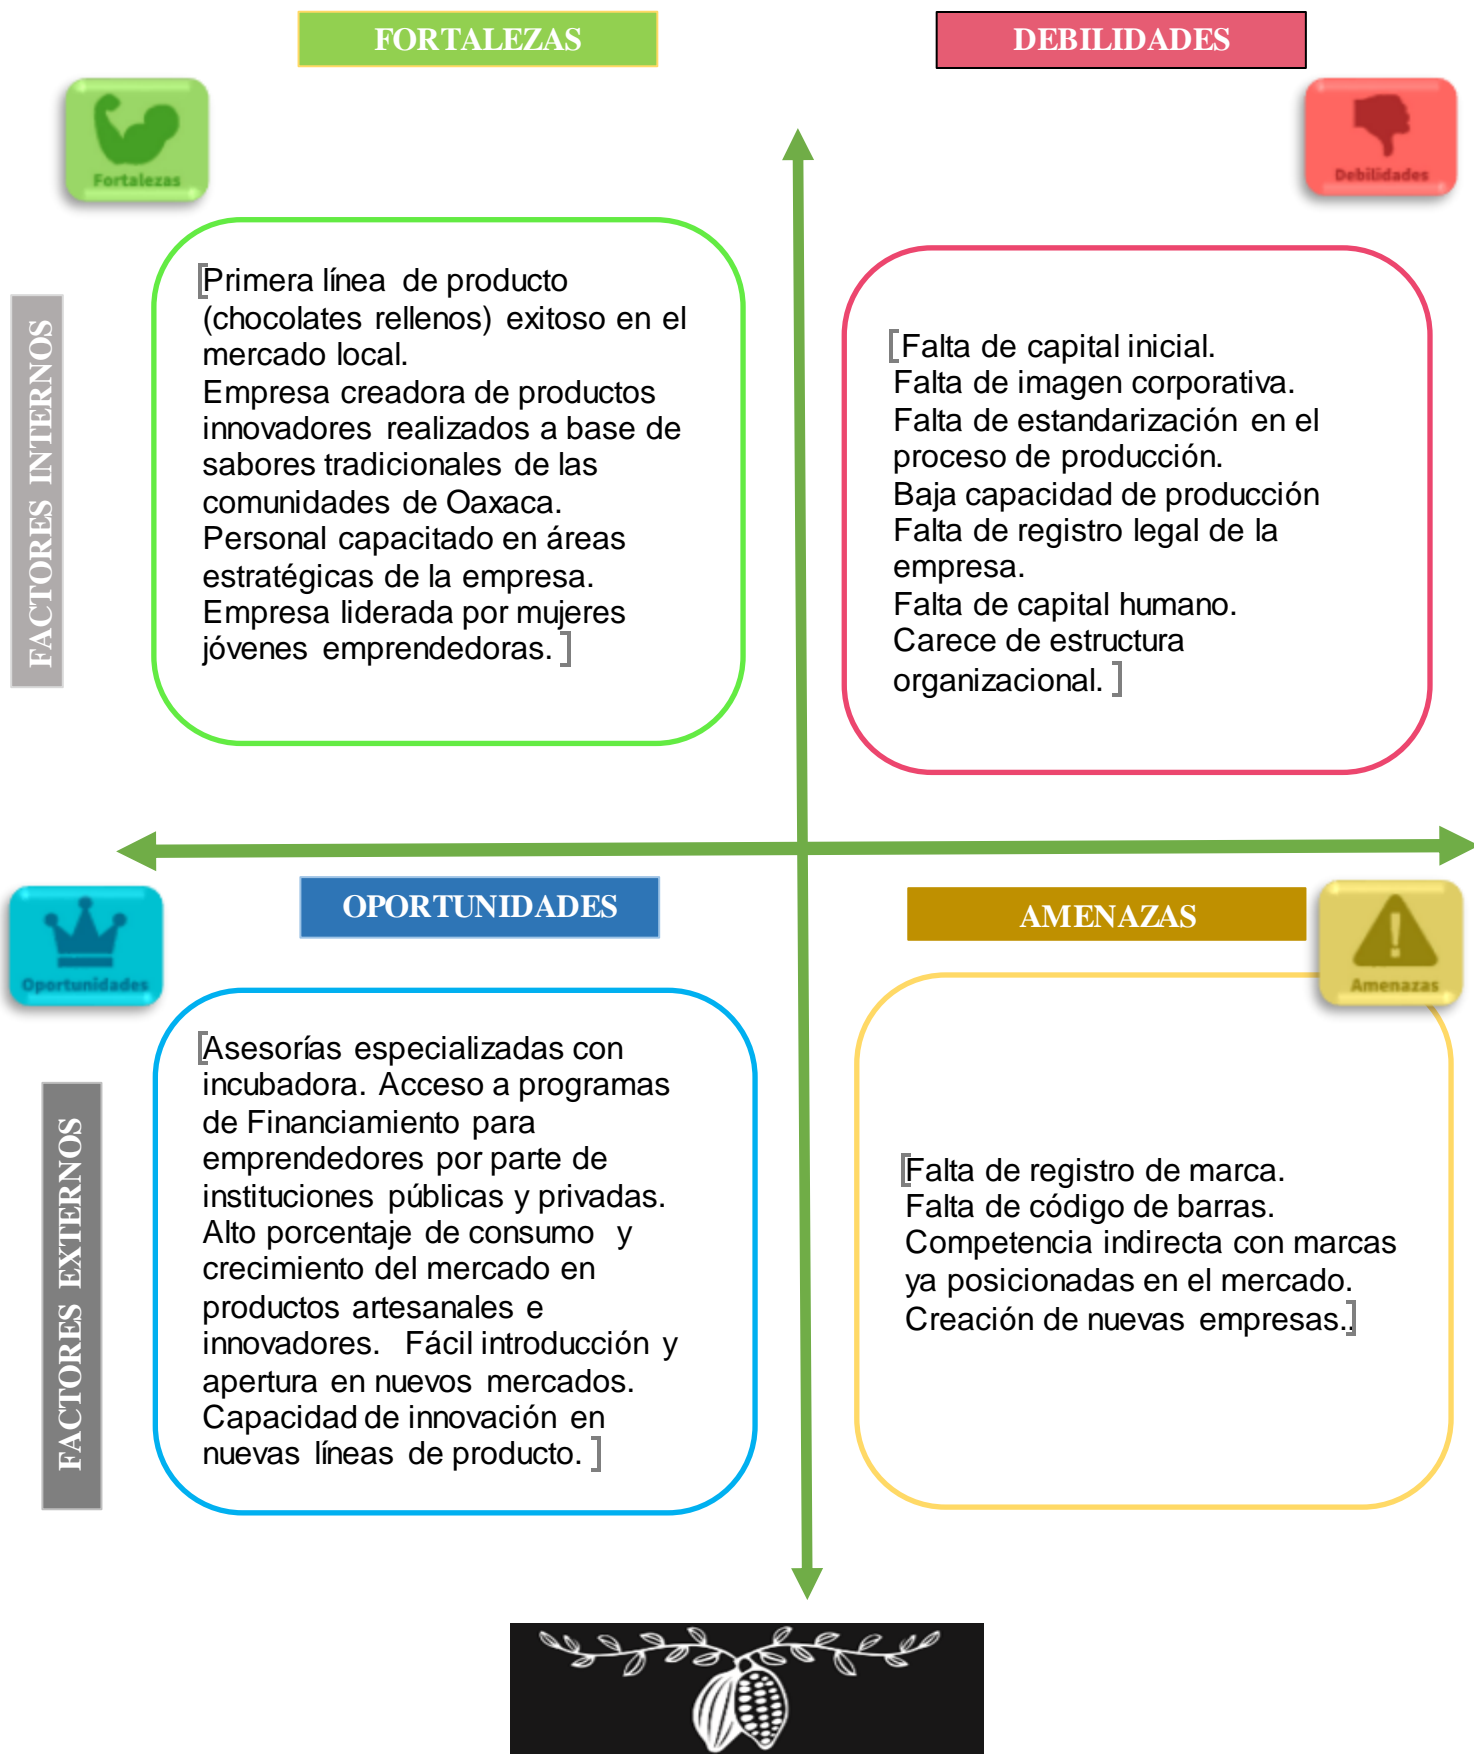 FORTALEZAS
DEBILIDADES
Fortalezas
Debilidades
FACTORES INTERNOS
Primera línea de producto
(chocolates rellenos) exitoso en el
mercado local.
Empresa creadora de productos
innovadores realizados a base de
sabores tradicionales de las
comunidades de Oaxaca.
Personal capacitado en áreas
estratégicas de la empresa.
Empresa liderada por mujeres
jóvenes emprendedoras.
Falta de capital inicial.
Falta de imagen corporativa.
Falta de estandarización en el
proceso de producción.
Baja capacidad de producción
Falta de registro legal de la
empresa.
Falta de capital humano.
Carece de estructura
organizacional.
OPORTUNIDADES
AMENAZAS
Oportunidades
Amenazas
FACTORES EXTERNOS
Asesorías especializadas con
incubadora. Acceso a programas
de Financiamiento para
emprendedores por parte de
instituciones públicas y privadas.
Alto porcentaje de consumo y
crecimiento del mercado en
productos artesanales e
innovadores. Fácil introducción y
apertura en nuevos mercados.
Capacidad de innovación en
nuevas líneas de producto.
Falta de registro de marca.
Falta de código de barras.
Competencia indirecta con marcas
ya posicionadas en el mercado.
Creación de nuevas empresas..